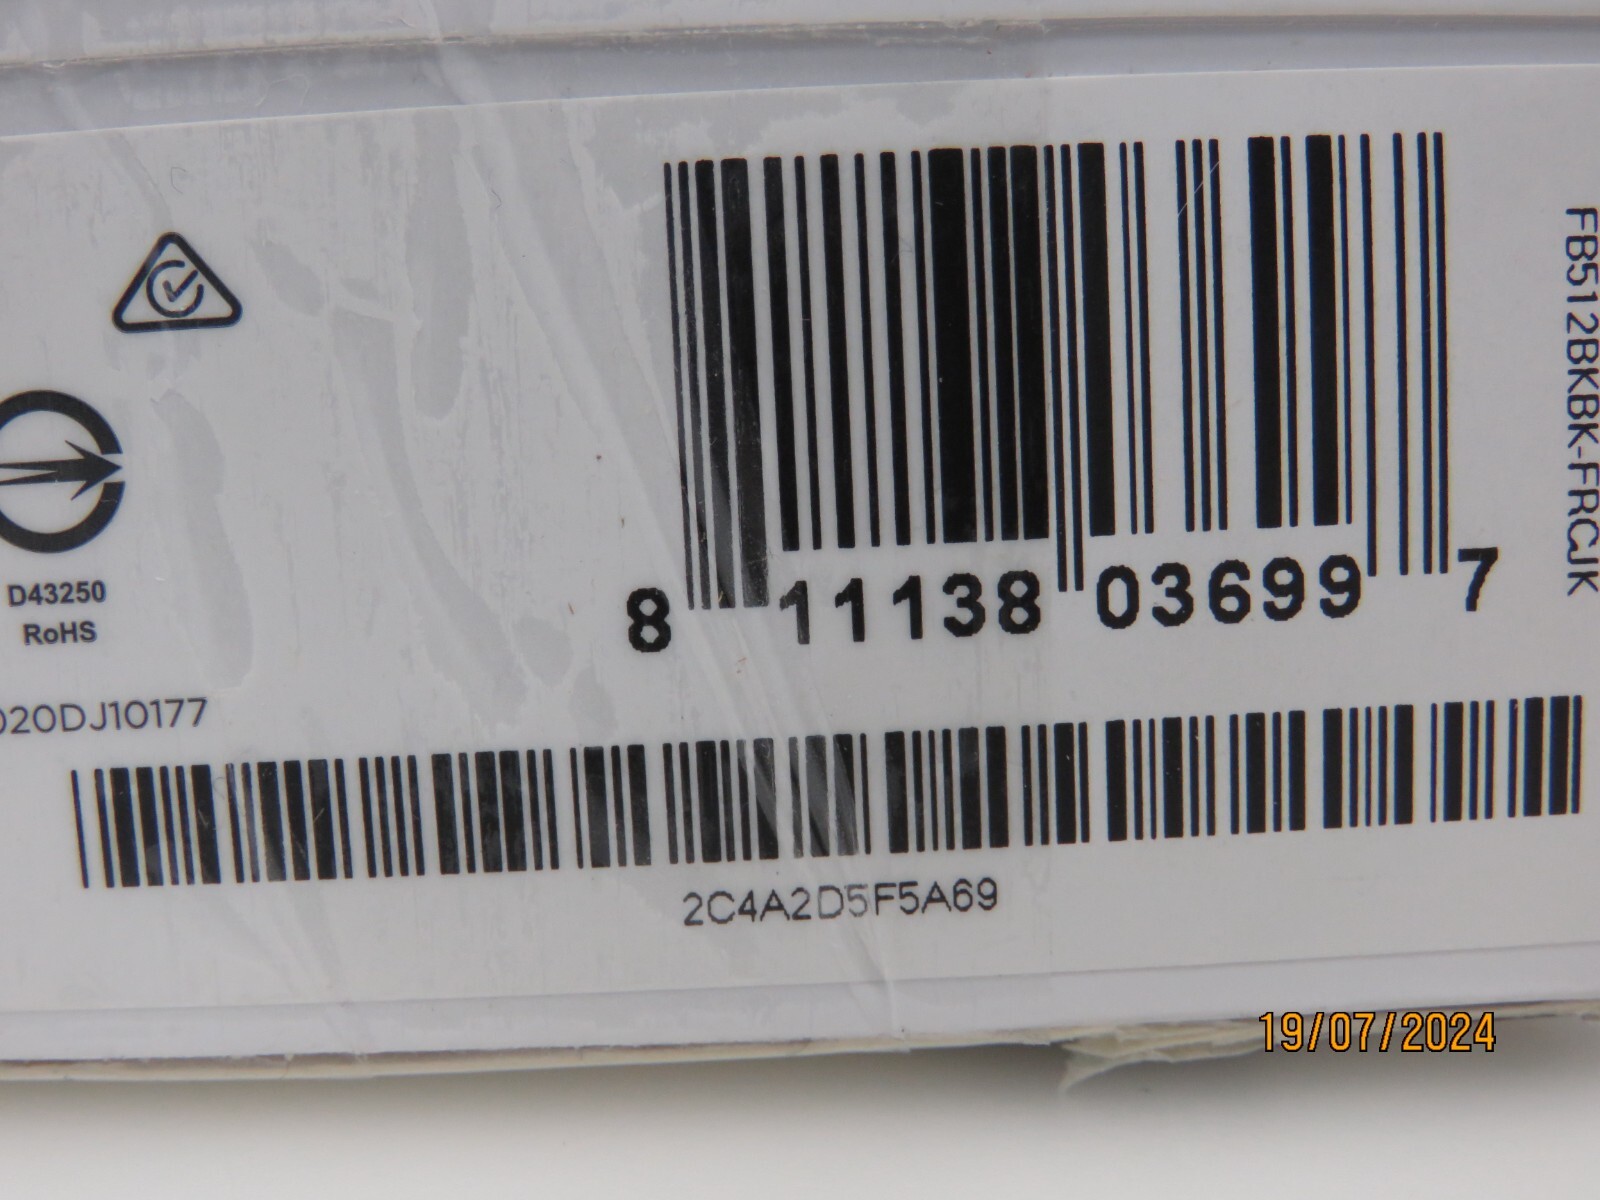 FB512BKBK-FRCJK
8 11138 03699 7
D43250
RoHS
020DJ10177
2C4A2D5F5A69
19/07/2024